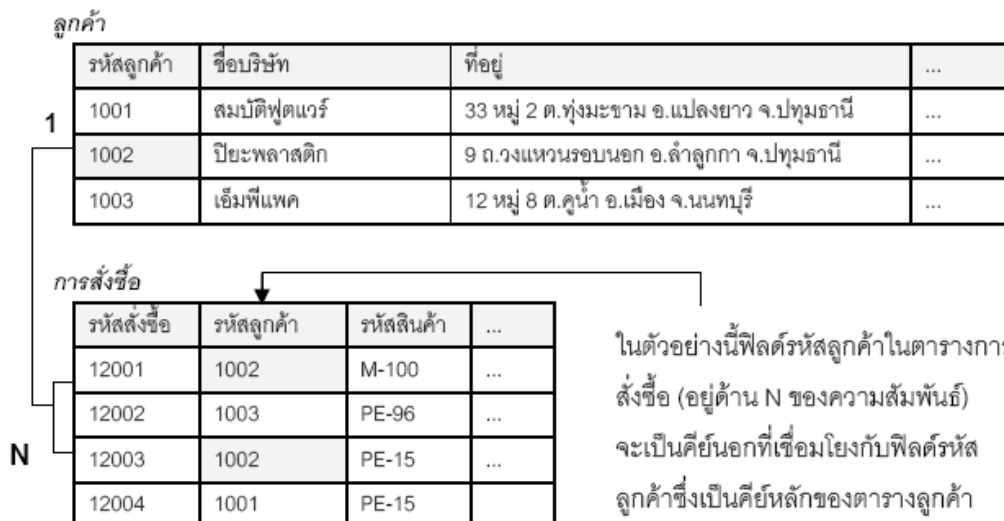 ลูกค้า
รหัสลูกค้า ชื่อบริษัท ที่อยู่ ...
1001 สมบัติฟูตแวร์ 33 หมู่ 2 ต.ทุ่งมะขาม อ.แปลงยาว จ.ปทุมธานี ...
1
1002 ปิยะพลาสติก 9 ถ.วงแหวนรอบนอก อ.ลำลูกกา จ.ปทุมธานี ...
1003 เอ็มพีแพค 12 หมู่ 8 ต.คูน้ำ อ.เมือง จ.นนทบุรี ...
การสั่งซื้อ
รหัสสั่งซื้อ รหัสลูกค้า รหัสสินค้า ...
12001 1002 M-100 ...
12002 1003 PE-96 ...
N
12003 1002 PE-15 ...
12004 1001 PE-15
ในตัวอย่างนี้ฟิลด์รหัสลูกค้าในตารางการ
สั่งซื้อ (อยู่ด้าน N ของความสัมพันธ์)
จะเป็นคีย์นอกที่เชื่อมโยงกับฟิลด์รหัส
ลูกค้าซึ่งเป็นคีย์หลักของตารางลูกค้า